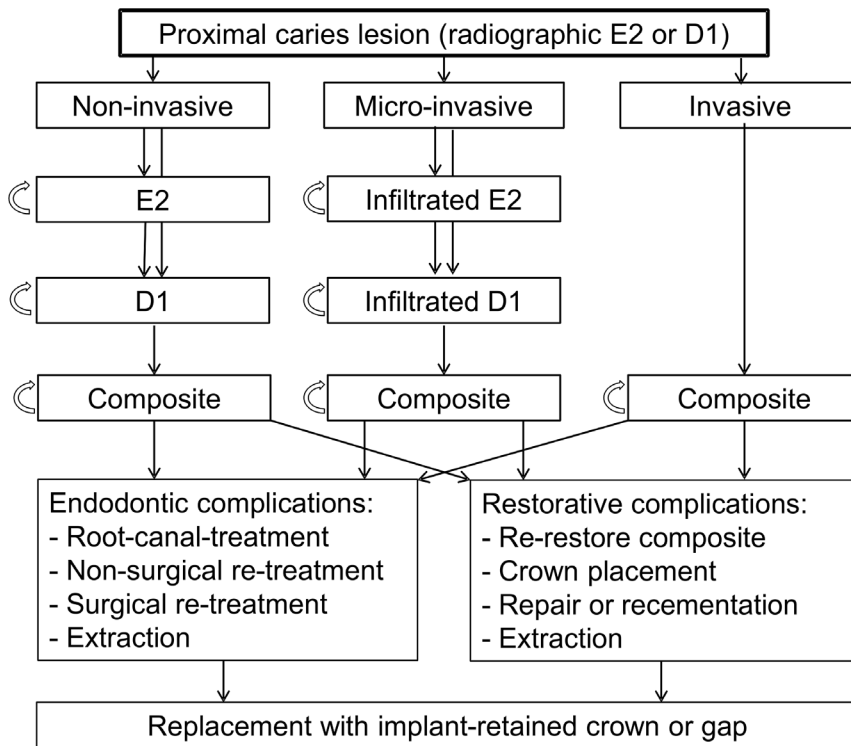 Proximal caries lesion (radiographic E2 or D1)
Non-invasive
Micro-invasive
Invasive
E2
Infiltrated E2
D1
Infiltrated D1
Composite
Composite
Composite
Endodontic complications:
- Root-canal-treatment
- Non-surgical re-treatment
- Surgical re-treatment
- Extraction
Restorative complications:
- Re-restore composite
- Crown placement
- Repair or recementation
- Extraction
Replacement with implant-retained crown or gap